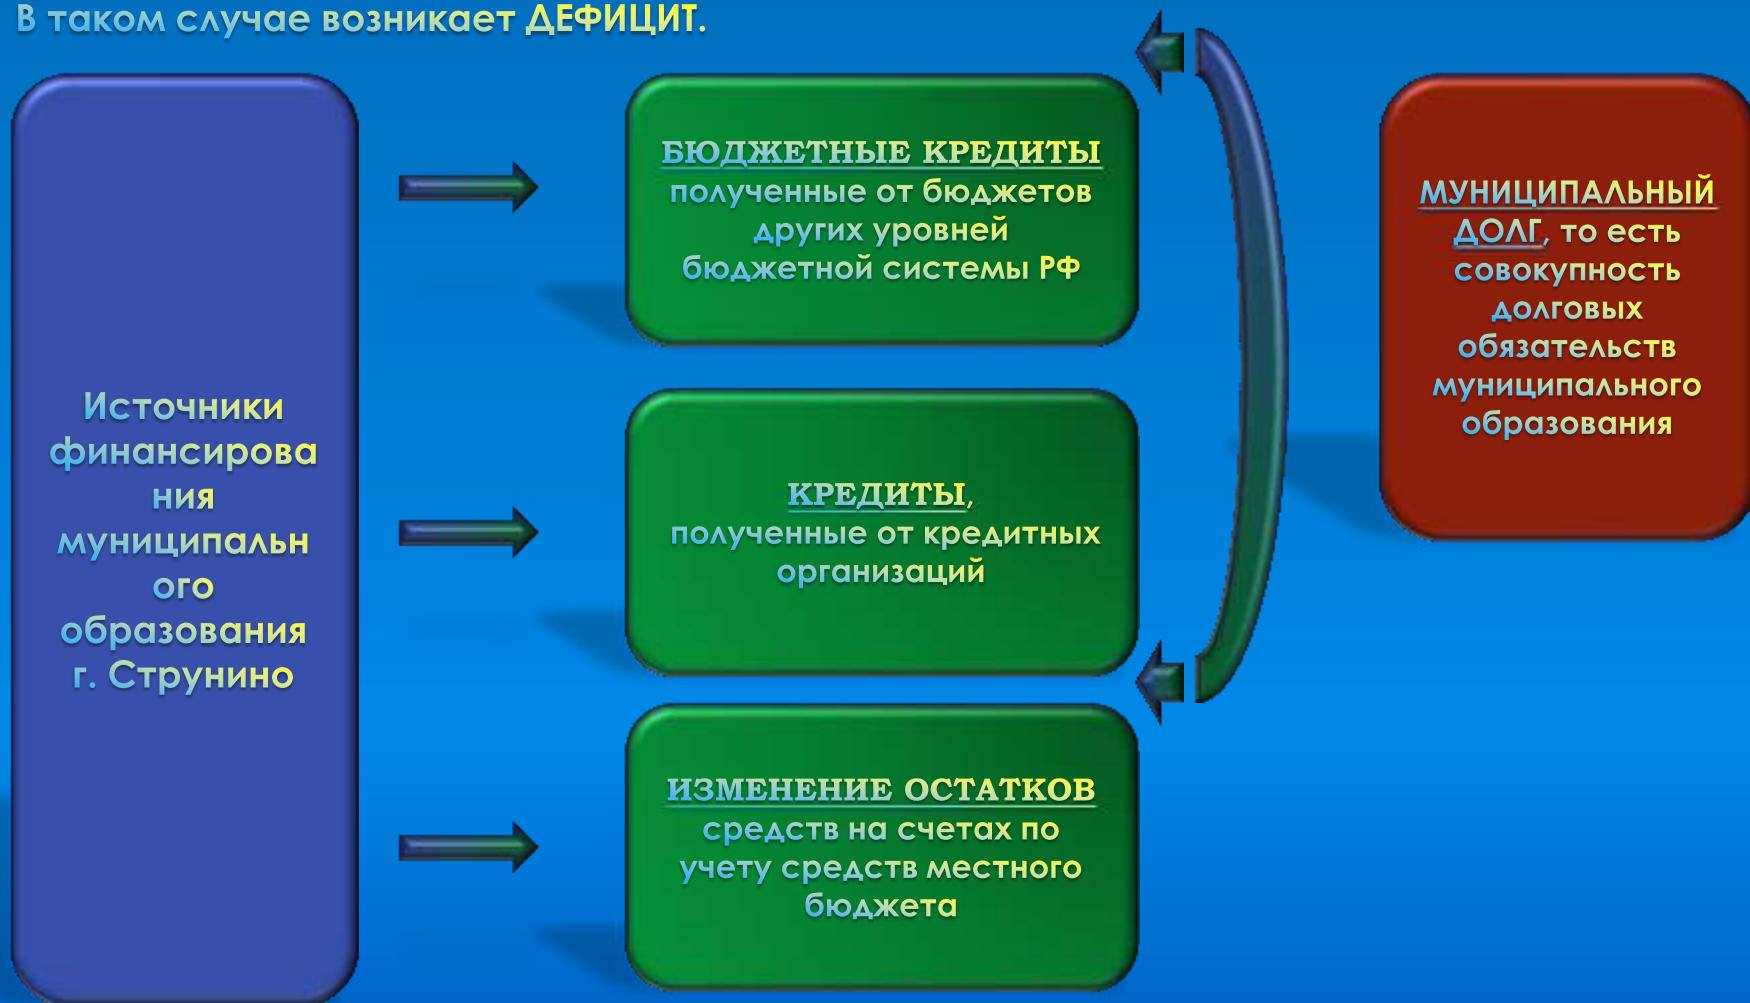 В таком случае возникает ДЕФИЦИТ.
Источники
финансирова
ния
муниципальн
ого
образования
г. Струнино
БЮДЖЕТНЫЕ КРЕДИТЫ
полученные от бюджетов
других уровней
бюджетной системы РФ
КРЕДИТЫ,
полученные от кредитных
организаций
ИЗМЕНЕНИЕ ОСТАТКОВ
средств на счетах по
учету средств местного
бюджета
МУНИЦИПАЛЬНЫЙ
ДОЛГ, то есть
совокупность
долговых
обязательств
муниципального
образования